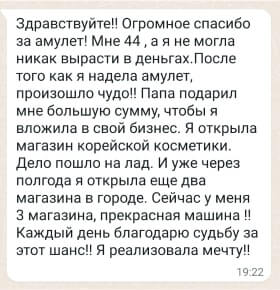 Здравствуйте!! Огромное спасибо
за амулет! Мне 44 , а я не могла
никак вырасти в деньгах.После
того как я надела амулет,
произошло чудо!! Папа подарил
мне большую сумму, чтобы я
вложила в свой бизнес. Я открыла
магазин корейской косметики.
Дело пошло на лад. И уже через
полгода я открыла еще два
магазина в городе. Сейчас у меня
3 магазина, прекрасная машина !!
Каждый день благодарю судьбу за
этот шанс!! Я реализовала мечту!!
19:22